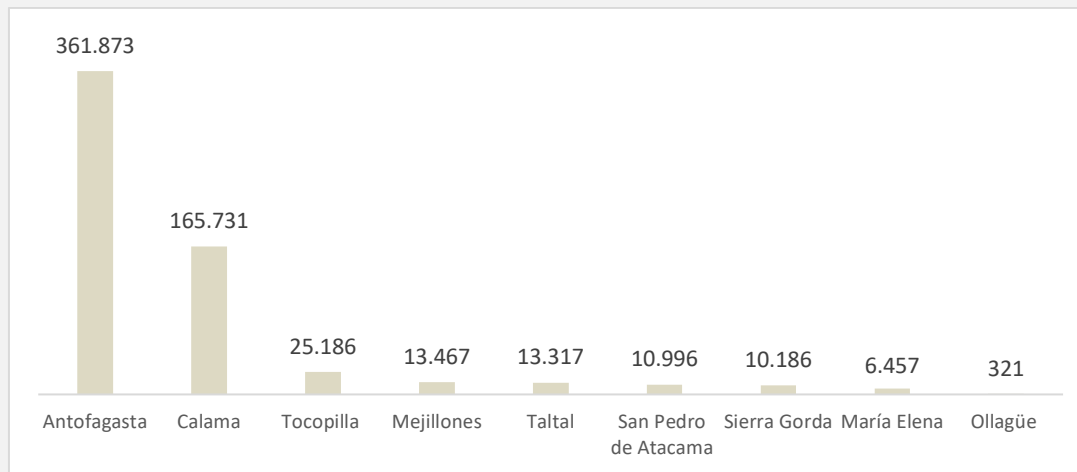 361.873
165.731
25.186
13.467
13.317
10.996
10.186
6.457
321
Antofagasta
Calama
Tocopilla
Mejillones
Taltal
San Pedro
de Atacama
Sierra Gorda
María Elena
Ollagüe